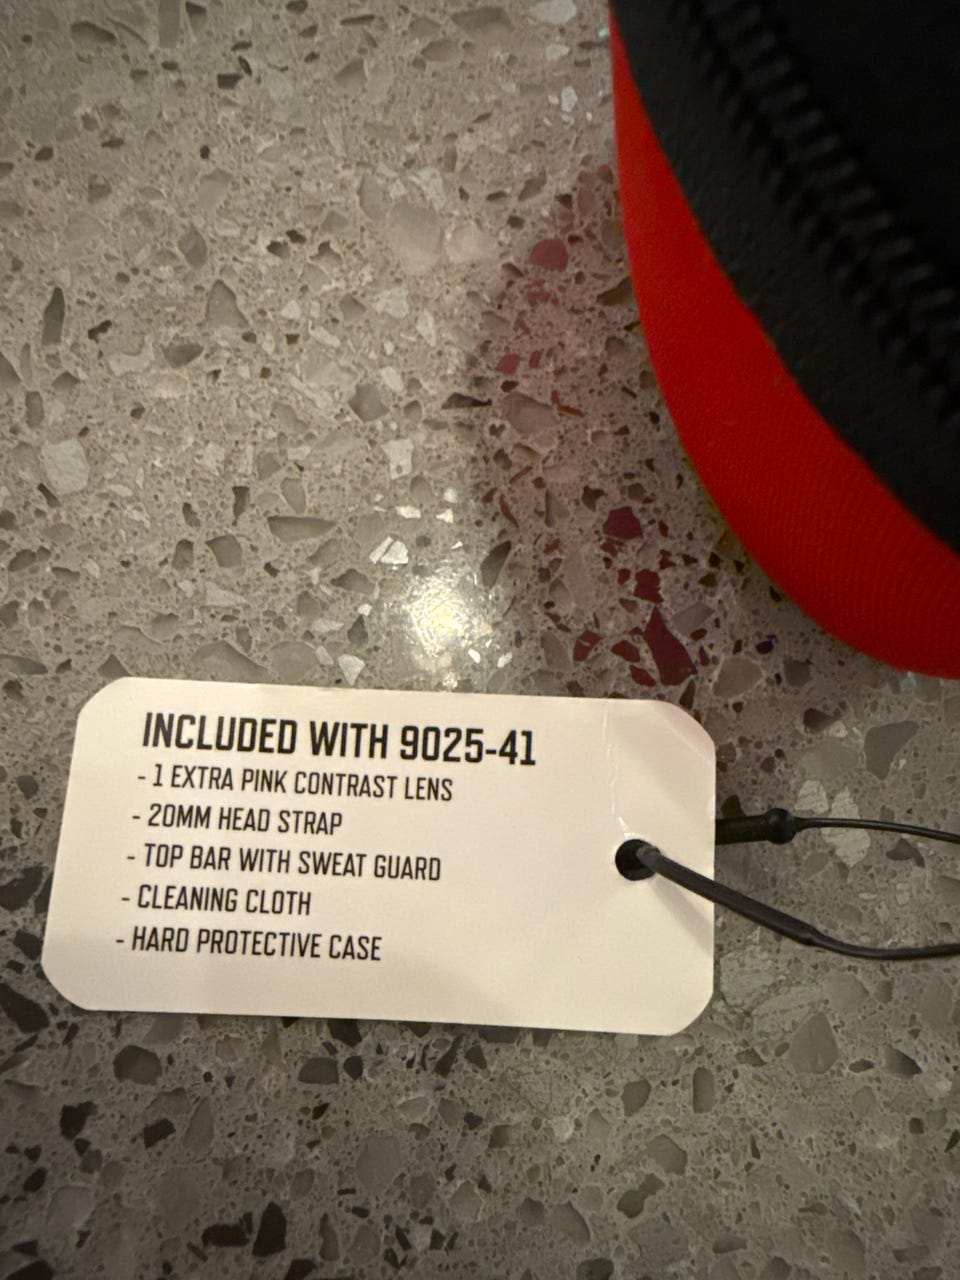 INCLUDED WITH 9025-41
- 1 EXTRA PINK CONTRAST LENS
- 20MM HEAD STRAP
- TOP BAR WITH SWEAT GUARD
- CLEANING CLOTH
- HARD PROTECTIVE CASE